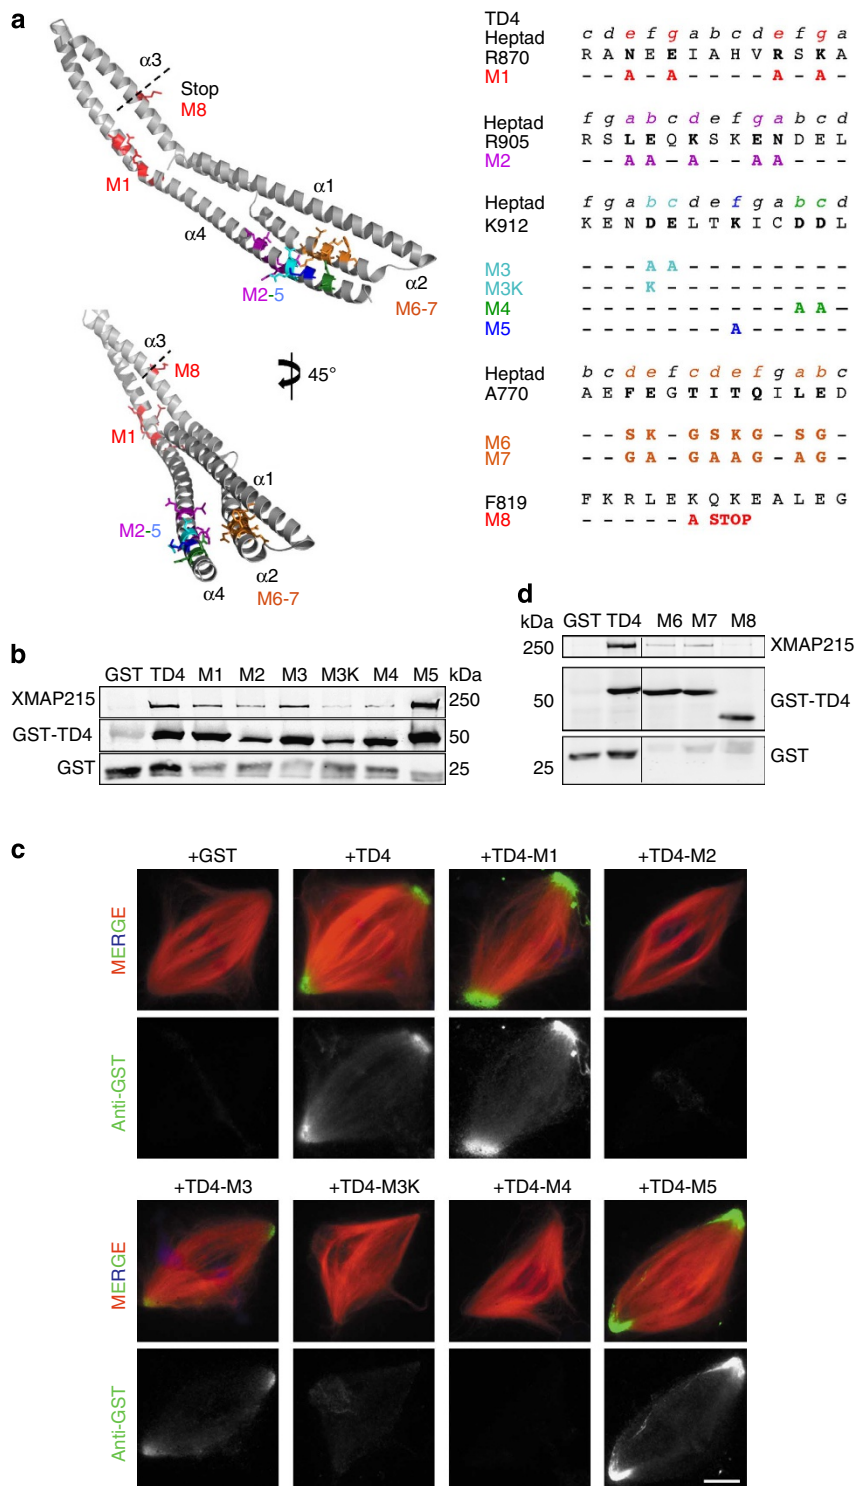 a
α3
Stop
M8
α1
M1
α4
α2
M2-5
M6-7
α3
M8
45°
M1
α1
M2-5
α2
α4
M6-7
TD4
Heptad c d e f g a b c d e f g a
R870 R A N E E I A H V R S K A
M1 - - A - A - - - - A - A -
Heptad f g a b c d e f g a b c d
R905 R S L E Q K S K E N D E L
M2 - - A A - A - - A A - - -
Heptad f g a b c d e f g a b c d
K912 K E N D E L T K I C D D L
M3 - - - A A - - - - - - - -
M3K - - - K - - - - - - - - -
M4 - - - - - - - - - - A A -
M5 - - - - - - - A - - - - -
Heptad b c d e f c d e f g a b c
A770 A E F E G T I T Q I L E D
M6 - - S K - G S K G - S G -
M7 - - G A - G A A G - A G -
F819 F K R L E K Q K E A L E G
M8 - - - - - A STOP
b
GST TD4 M1 M2 M3 M3K M4 M5 kDa
XMAP215 250
GST-TD4 50
GST 25
d
kDa GST TD4 M6 M7 M8
250 XMAP215
50 GST-TD4
25 GST
c
+GST +TD4 +TD4-M1 +TD4-M2
MERGE
Anti-GST
+TD4-M3 +TD4-M3K +TD4-M4 +TD4-M5
MERGE
Anti-GST